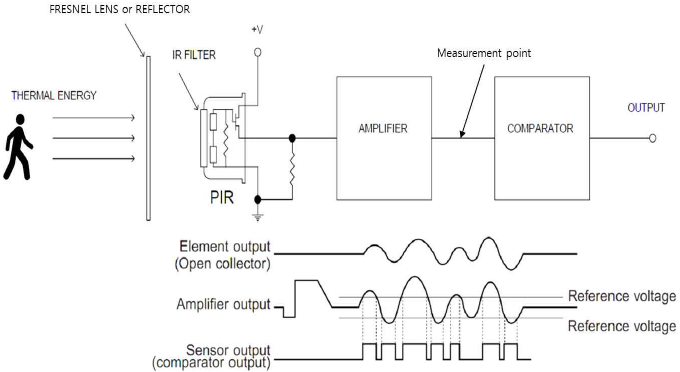 FRESNEL LENS or REFLECTOR
+V
IR FILTER
Measurement point
THERMAL ENERGY
OUTPUT
AMPLIFIER
COMPARATOR
PIR
Element output
(Open collector)
Amplifier output
Reference voltage
Reference voltage
Sensor output
(comparator output)